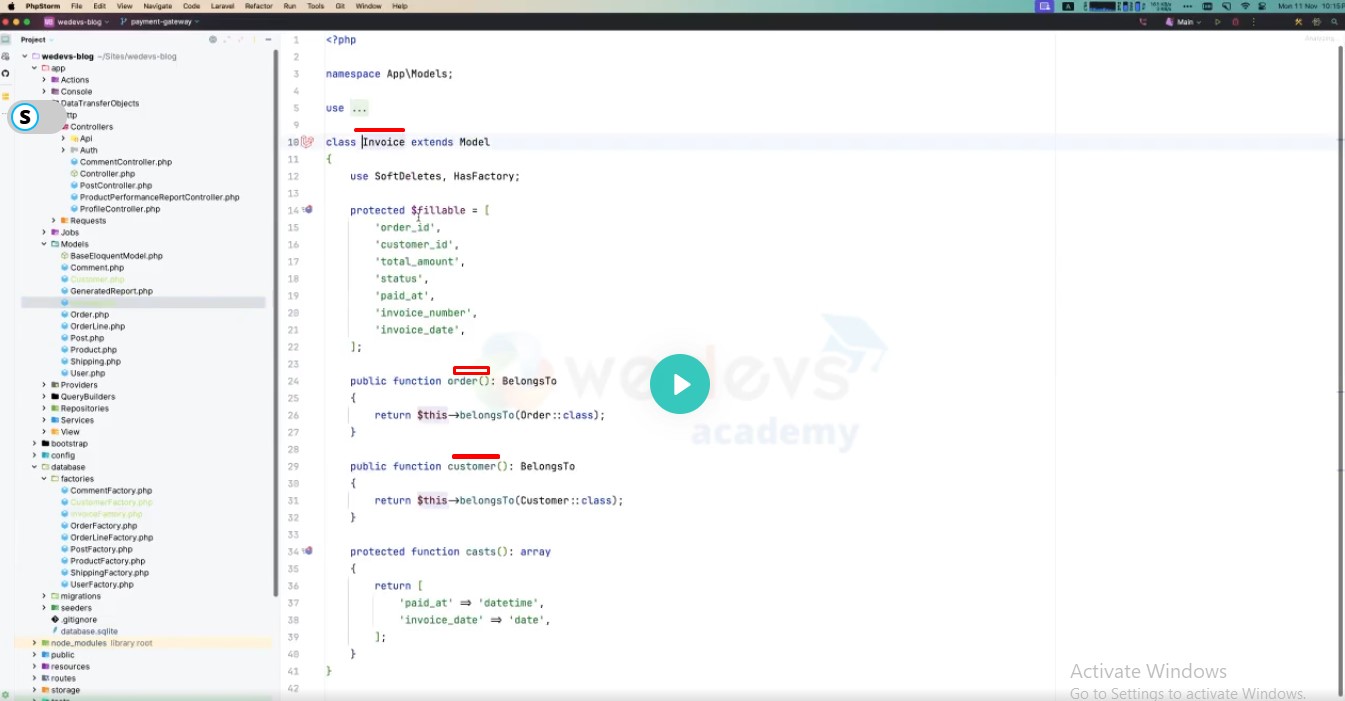 PhpStorm File Edit View Navigate Code Laravel Refactor Run Tools Git Window Help Mon 11 Nov
wedevs-blog payment-gateway Main
Project
wedevs-blog ~/Sites/wedevs-blog
app
Actions
Console
DataTransferObjects
ttp
Controllers
Api
Auth
CommentController.php
Controller.php
PostController.php
ProductPerformanceReportController.php
ProfileController.php
Requests
Jobs
Models
BaseEloquentModel.php
Comment.php
Customer.php
GeneratedReport.php
Order.php
OrderLine.php
Post.php
Product.php
Shipping.php
User.php
Providers
QueryBuilders
Repositories
Services
View
bootstrap
config
database
factories
CommentFactory.php
CustomerFactory.php
InvoiceFactory.php
OrderFactory.php
OrderLineFactory.php
PostFactory.php
ProductFactory.php
ShippingFactory.php
UserFactory.php
migrations
seeders
.gitignore
database.sqlite
node_modules library root
public
resources
routes
storage
S
1 <?php
2
3 namespace App\Models;
4
5 use ...
9
10 class Invoice extends Model
11 {
12 use SoftDeletes, HasFactory;
13
14 protected $fillable = [
15 'order_id',
16 'customer_id',
17 'total_amount',
18 'status',
19 'paid_at',
20 'invoice_number',
21 'invoice_date',
22 ];
23
24 public function order(): BelongsTo
25 {
26 return $this→belongsTo(Order::class);
27 }
28
29 public function customer(): BelongsTo
30 {
31 return $this→belongsTo(Customer::class);
32 }
33
34 protected function casts(): array
35 {
36 return [
37 'paid_at' ⇒ 'datetime',
38 'invoice_date' ⇒ 'date',
39 ];
40 }
41 }
42
wedevs
academy
Activate Windows
Go to Settings to activate Windows.